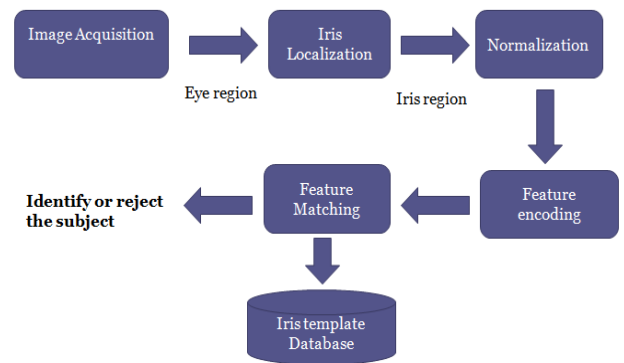 Image Acquisition
Iris
Localization
Normalization
Eye region
Iris region
Identify or reject
the subject
Feature
Matching
Feature
encoding
Iris template
Database